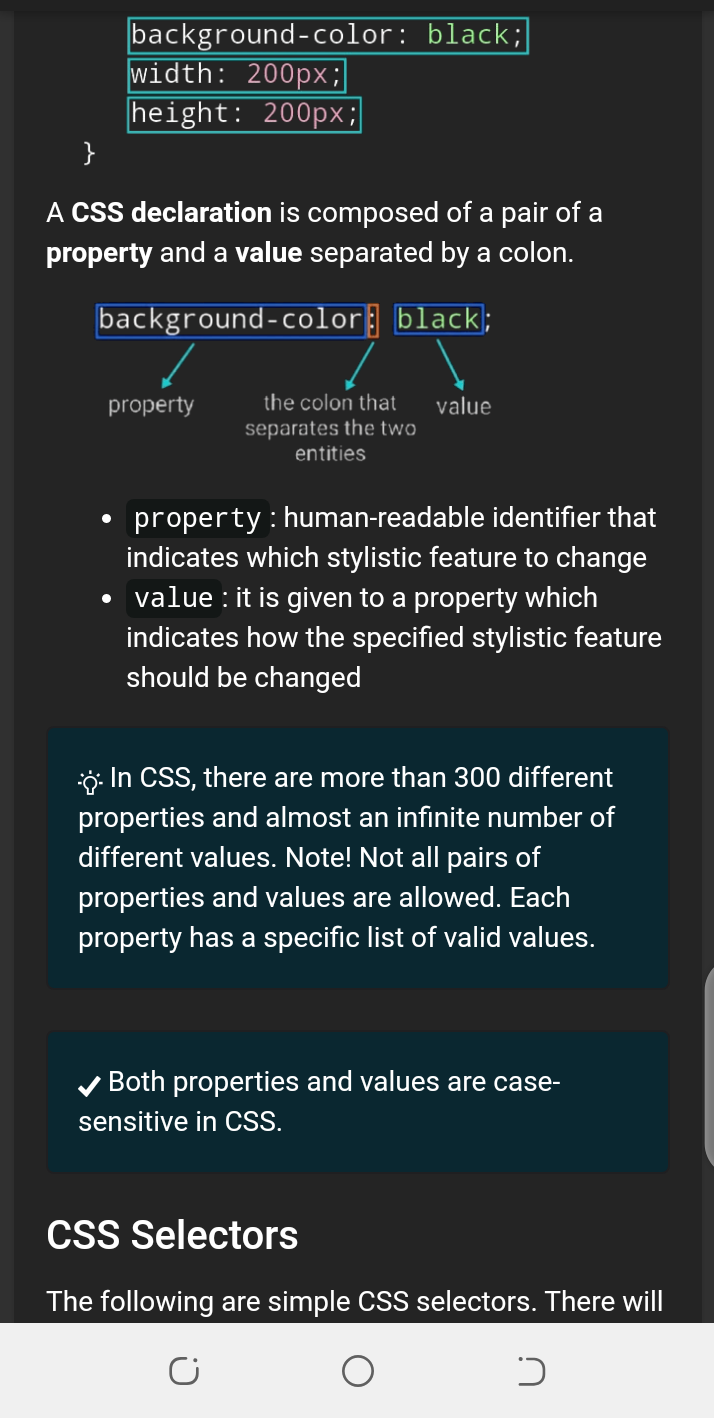 background-color: black;
width: 200px;
height: 200px;
}
A CSS declaration is composed of a pair of a
property and a value separated by a colon.
background-color: black;
property
the colon that
separates the two
entities
value
property: human-readable identifier that
indicates which stylistic feature to change
value: it is given to a property which
indicates how the specified stylistic feature
should be changed
In CSS, there are more than 300 different
properties and almost an infinite number of
different values. Note! Not all pairs of
properties and values are allowed. Each
property has a specific list of valid values.
Both properties and values are case-
sensitive in CSS.
CSS Selectors
The following are simple CSS selectors. There will